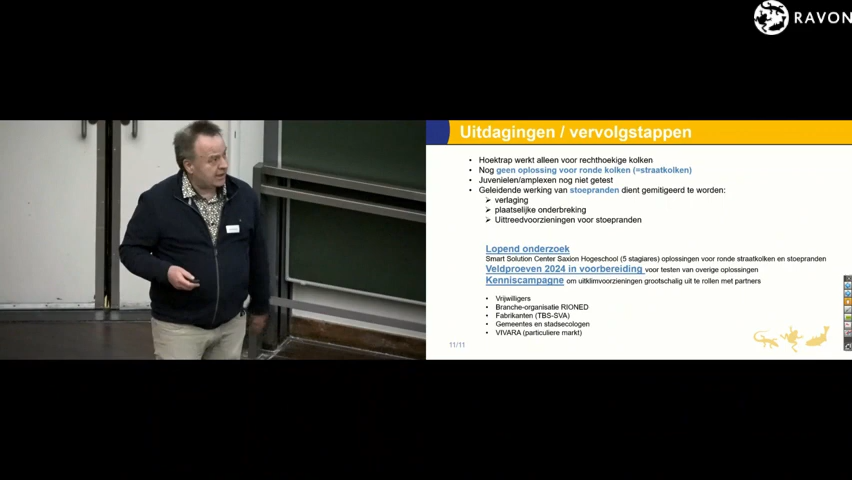 RAVON
Uitdagingen / vervolgstappen
• Hoektrap werkt alleen voor rechthoekige kolken
• Nog geen oplossing voor ronde kolken (=straatkolken)
• Juvenielen/amplexen nog niet getest
• Geleidende werking van stoepranden dient gemitigeerd te worden:
➢ verlaging
➢ plaatselijke onderbreking
➢ Uittreedvoorzieningen voor stoepranden
Lopend onderzoek
Smart Solution Center Saxion Hogeschool (5 stagiares) oplossingen voor ronde straatkolken en stoepranden
Veldproeven 2024 in voorbereiding voor testen van overige oplossingen
Kenniscampagne om uitklimvoorzieningen grootschalig uit te rollen met partners
• Vrijwilligers
• Branche-organisatie RIONED
• Fabrikanten (TBS-SVA)
• Gemeentes en stadsecologen
• VIVARA (particuliere markt)
11/11